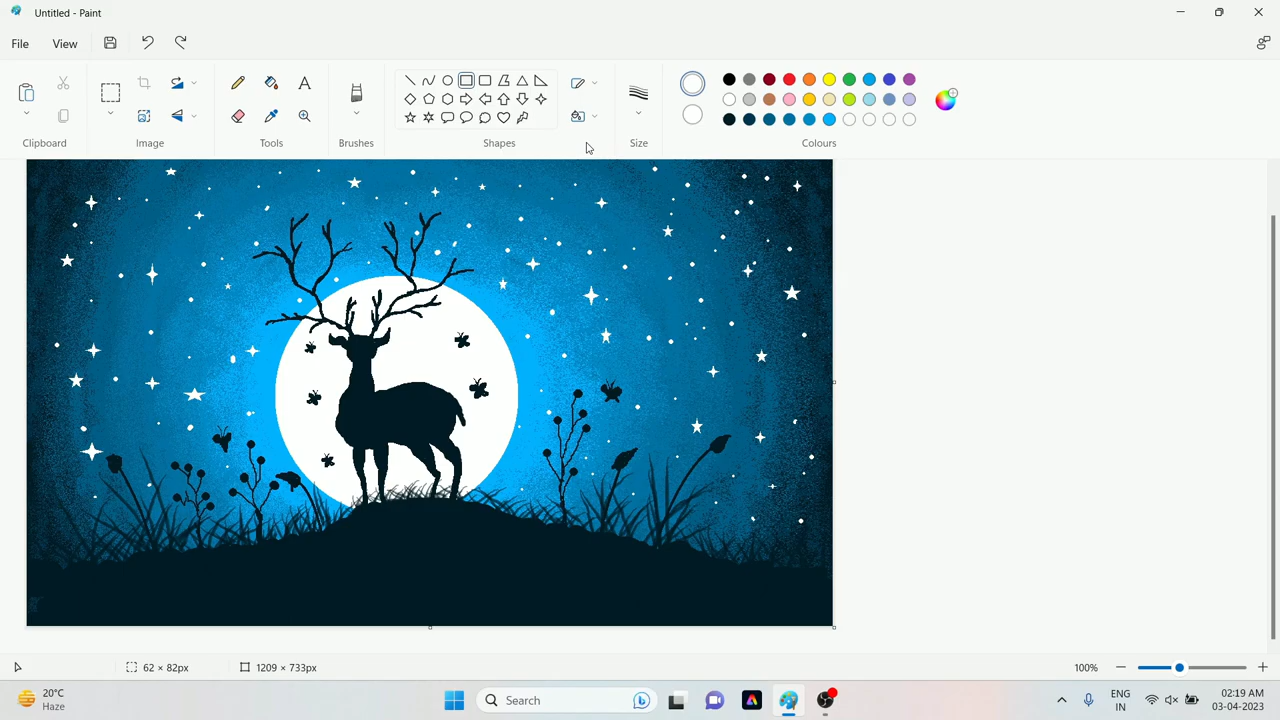 Untitled - Paint
File View
A
Clipboard Image Tools Brushes Shapes Size Colours
62 × 82px 1209 × 733px 100%
20°C
Haze
Search
ENG
IN
02:19 AM
03-04-2023